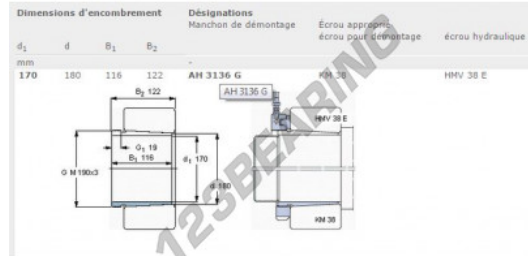 Dimensions d'encombrement Désignations
Manchon de démontage Écrou approprié
écrou pour démontage écrou hydraulique
d1 d B1 B2
mm -
170 180 116 122 AH 3136 G KM 38 HMV 38 E
B2 122
AH 3136 G
HMV 38 E
G1 19
B1 116
d1 170
G M 190x3
d 180
KM 38
123BEARING